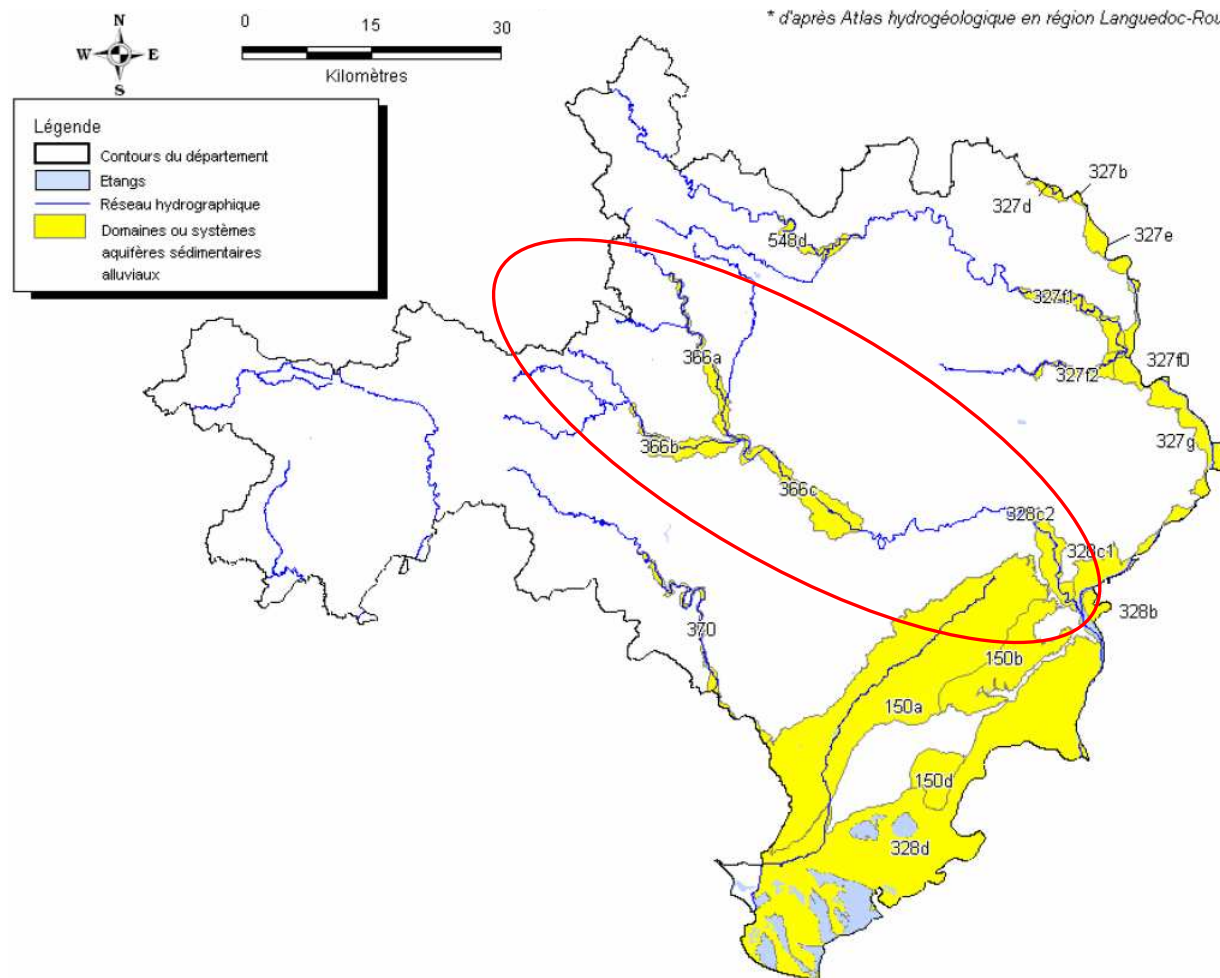 * d'après Atlas hydrogéologique en région Languedoc-Rou
N
W E
S
0 15 30
Kilomètres
Légende
Contours du département
Etangs
Réseau hydrographique
Domaines ou systèmes
aquifères sédimentaires
alluviaux
327b
327d
327e
548d
327f1
366a
327f0
327f2
327g
366b
366c
328c2
328c1
328b
370
150b
150a
150d
328d